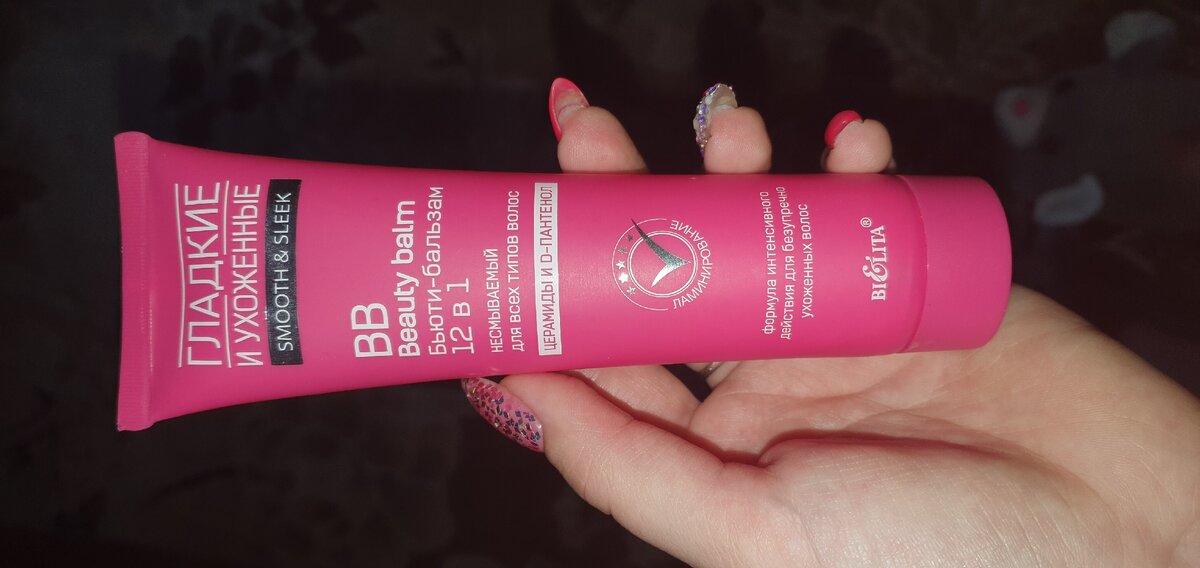 ГЛАДКИЕ
И УХОЖЕННЫЕ
SMOOTH & SLEEK
BB
Beauty balm
Бьюти-бальзам
12 в 1
НЕСМЫВАЕМЫЙ
для всех типов волос
ЦЕРАМИДЫ И D-ПАНТЕНОЛ
ЛАМИНИРОВАНИЕ
формула интенсивного
действия для безупречно
ухоженных волос
BIELITA®